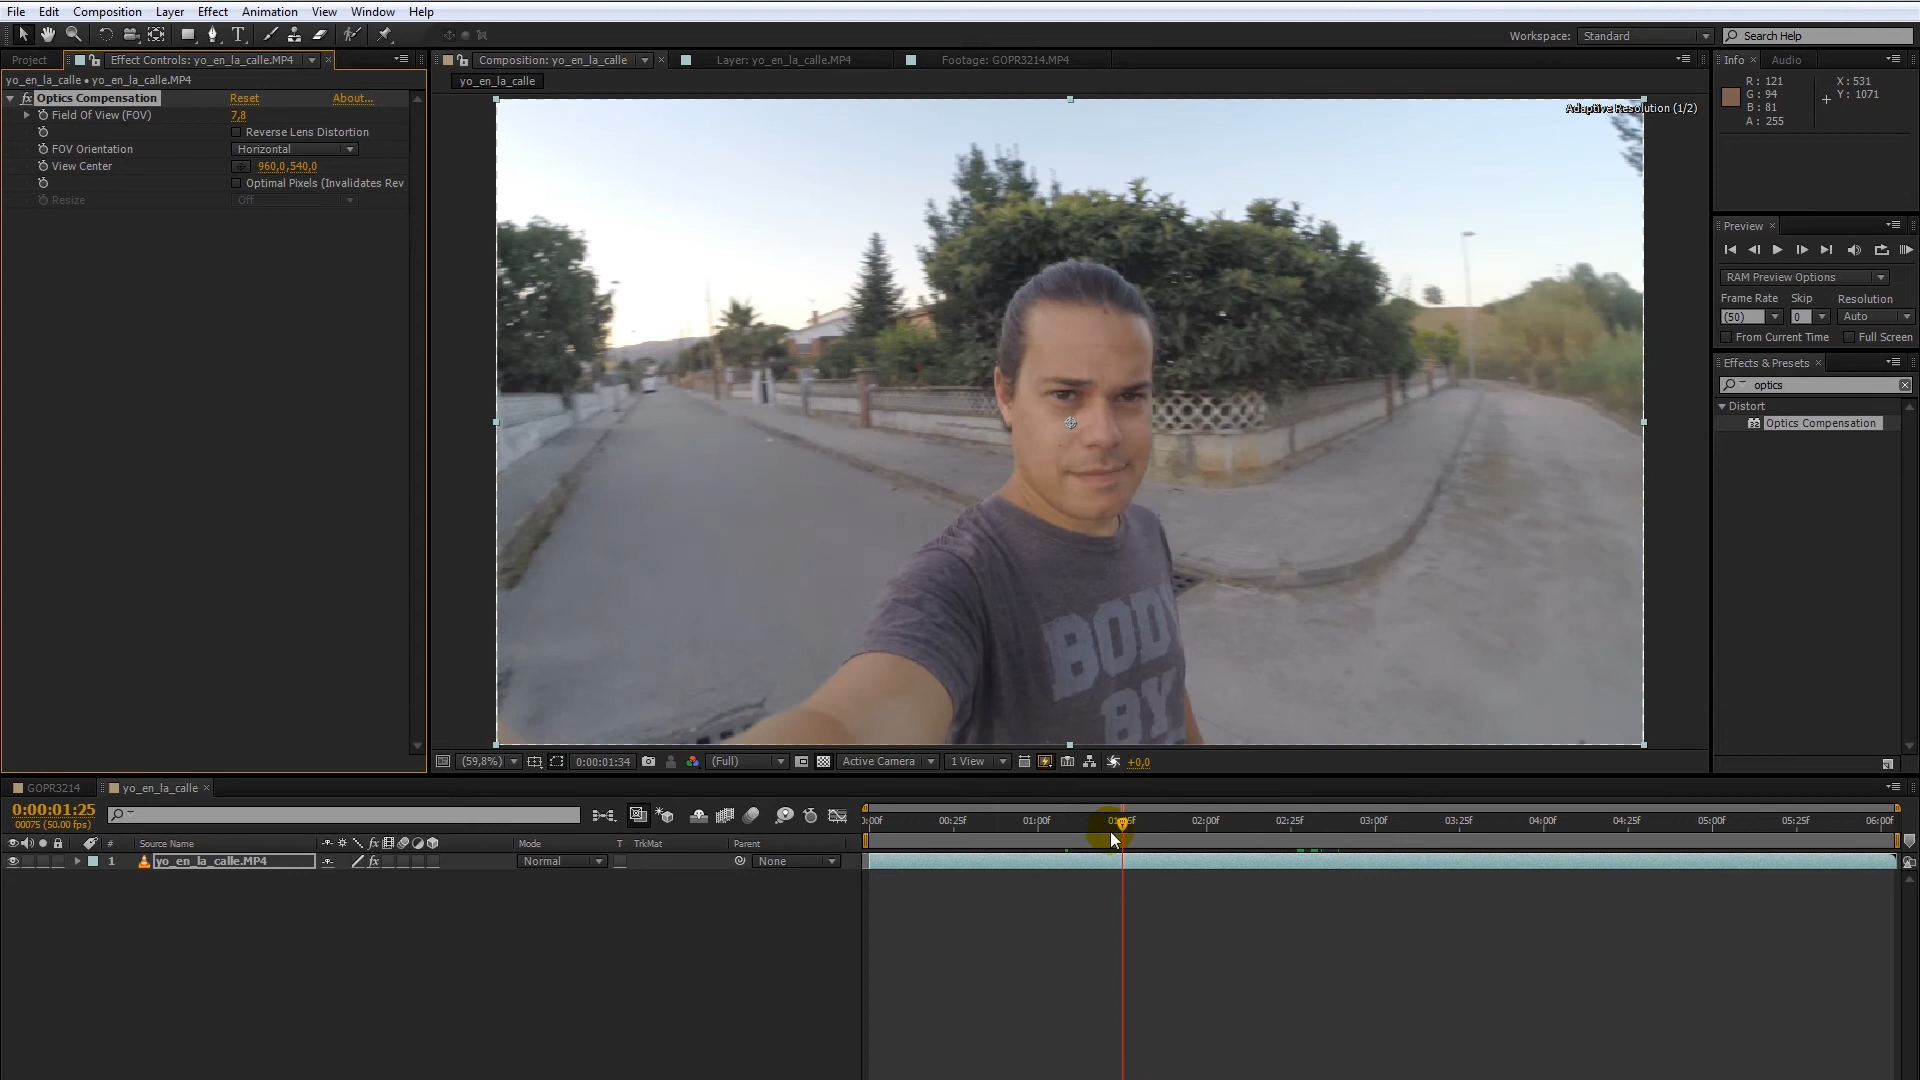 File Edit Composition Layer Effect Animation View Window Help
Workspace: Standard Search Help
Project Effect Controls: yo_en_la_calle.MP4
Composition: yo_en_la_calle Layer: yo_en_la_calle.MP4 Footage: GOPR3214.MP4
Info Audio
yo_en_la_calle • yo_en_la_calle.MP4
yo_en_la_calle
R: 121
G: 94
B: 81
A: 255
X: 531
Y: 1071
fx Optics Compensation Reset About...
Field Of View (FOV) 7,8
Reverse Lens Distortion
FOV Orientation Horizontal
View Center 960,0,540,0
Optimal Pixels (Invalidates Rev
Resize Off
Adaptive Resolution (1/2)
BODY
BY
Preview
RAM Preview Options
Frame Rate Skip Resolution
(50) 0 Auto
From Current Time Full Screen
Effects & Presets
optics
Distort
32 Optics Compensation
(59,8%) 0:00:01:34 (Full) Active Camera 1 View +0,0
GOPR3214 yo_en_la_calle
0:00:01:25
00075 (50.00 fps)
0:00f 00:25f 01:00f 02:00f 02:25f 03:00f 03:25f 04:00f 04:25f 05:00f 05:25f 06:00f
# Source Name fx Mode T TrkMat Parent
1 yo_en_la_calle.MP4 fx Normal None